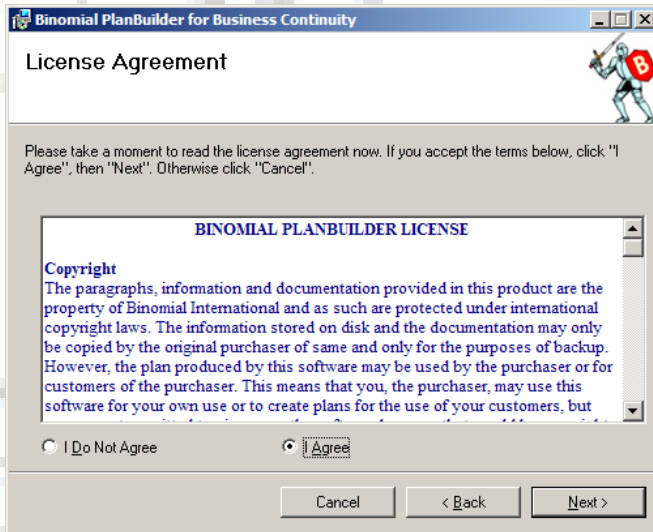 Binomial PlanBuilder for Business Continuity
License Agreement
B
Please take a moment to read the license agreement now. If you accept the terms below, click "I
Agree", then "Next". Otherwise click "Cancel".
BINOMIAL PLANBUILDER LICENSE
Copyright
The paragraphs, information and documentation provided in this product are the
property of Binomial International and as such are protected under international
copyright laws. The information stored on disk and the documentation may only
be copied by the original purchaser of same and only for the purposes of backup.
However, the plan produced by this software may be used by the purchaser or for
customers of the purchaser. This means that you, the purchaser, may use this
software for your own use or to create plans for the use of your customers, but
I Do Not Agree
I Agree
Cancel
< Back
Next >